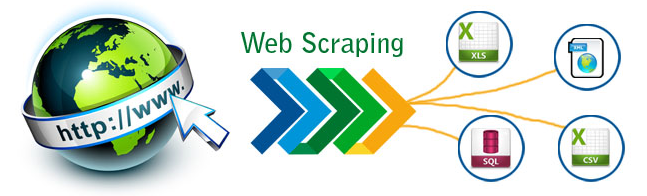 http://www.
Web Scraping
X
XLS
XML
SQL
X
CSV